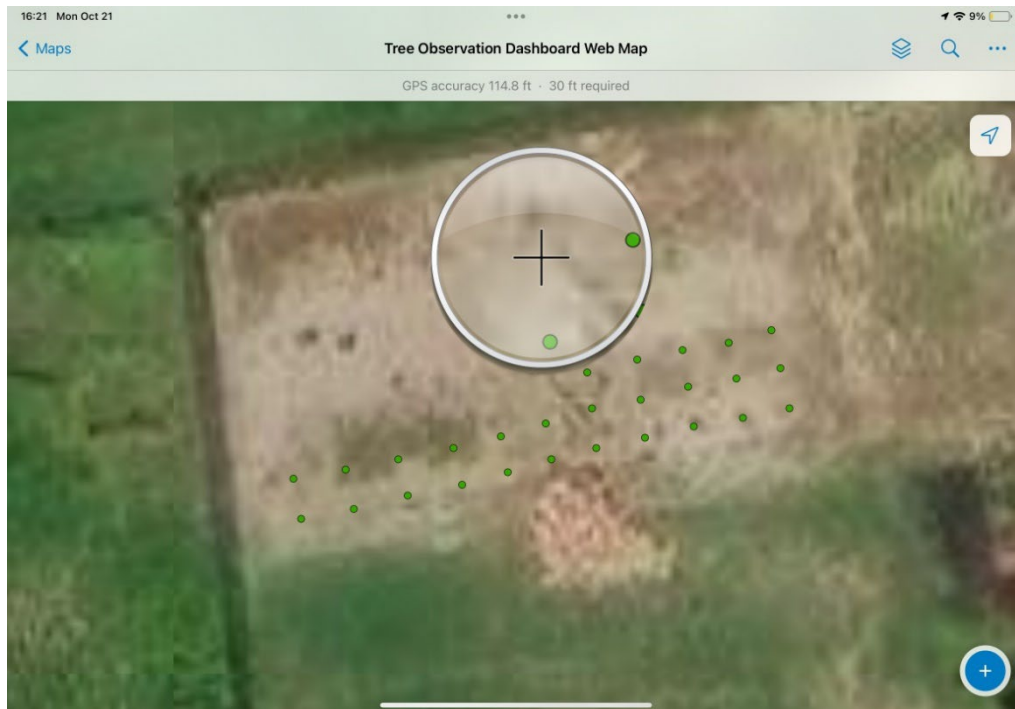 16:21 Mon Oct 21
9%
Maps
Tree Observation Dashboard Web Map
GPS accuracy 114.8 ft · 30 ft required